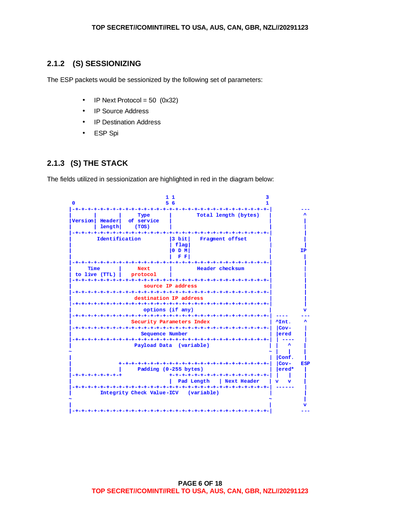 TOP SECRET//COMINT//REL TO USA, AUS, CAN, GBR, NZL//20291123
2.1.2 (S) SESSIONIZING
The ESP packets would be sessionized by the following set of parameters:
• IP Next Protocol = 50 (0x32)
• IP Source Address
• IP Destination Address
• ESP Spi
2.1.3 (S) THE STACK
The fields utilized in sessionization are highlighted in red in the diagram below:
1 1 3
0 5 6 1
Type Total length (bytes) ^
|Version| Header| of service
length| (TOS)
Identification |3 bit| Fragment offset
flag|
|0 D M| IP
F F|
Time | Next | Header checksum
to live (TTL) | protocol
source IP address
destination IP address
options (if any) v
Security Parameters Index ^Int. ^
|Cov-
Sequence Number |ered
Payload Data (variable) ^
|Conf.
|Cov- ESP
Padding (0-255 bytes) |ered*
| Pad Length | Next Header | v v
Integrity Check Value-ICV (variable)
v
PAGE 6 OF 18
TOP SECRET//COMINT//REL TO USA, AUS, CAN, GBR, NZL//20291123